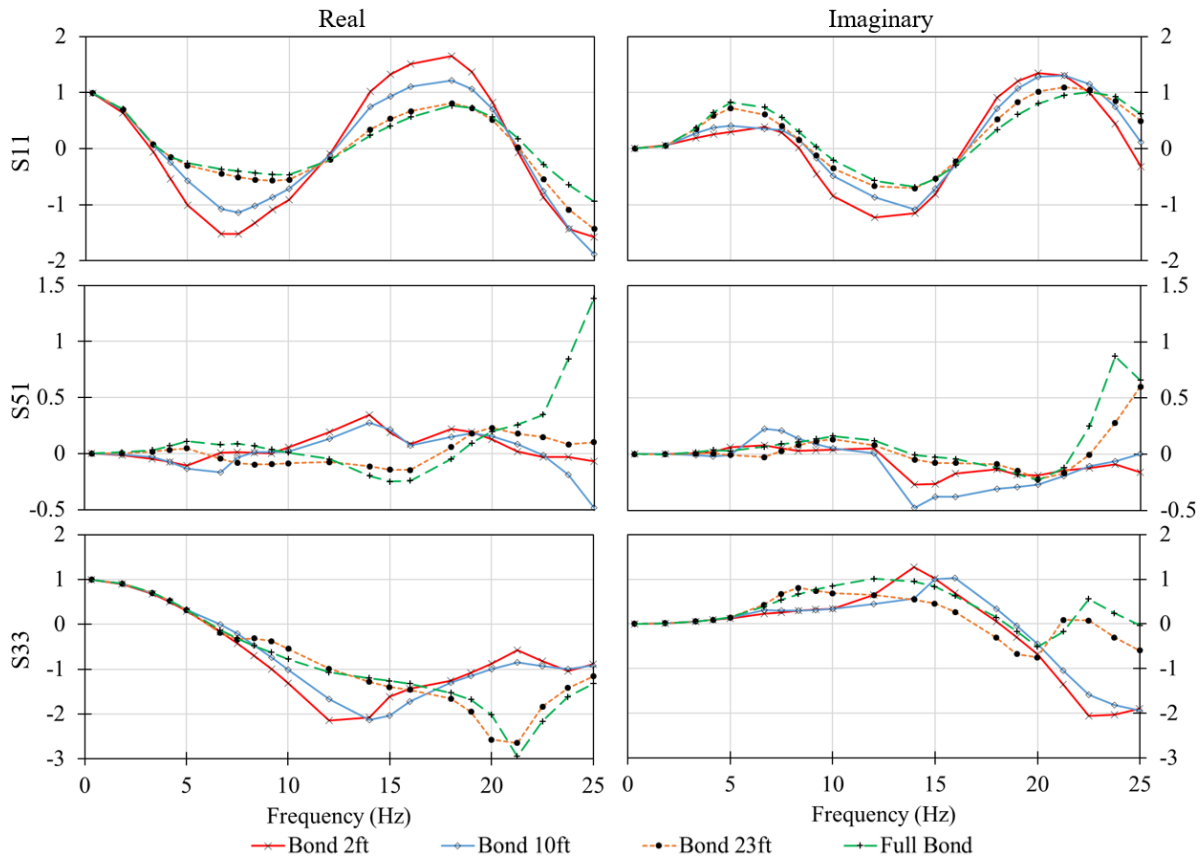 Real Imaginary
2 2
1 1
S11 0 0
-1 -1
-2 -2
1.5 1.5
1 1
S51 0.5 0.5
0 0
-0.5 -0.5
2 2
1 1
S33 0 0
-1 -1
-2 -2
-3 -3
0 5 10 15 20 25 0 5 10 15 20 25
Frequency (Hz) Frequency (Hz)
Bond 2ft Bond 10ft Bond 23ft Full Bond